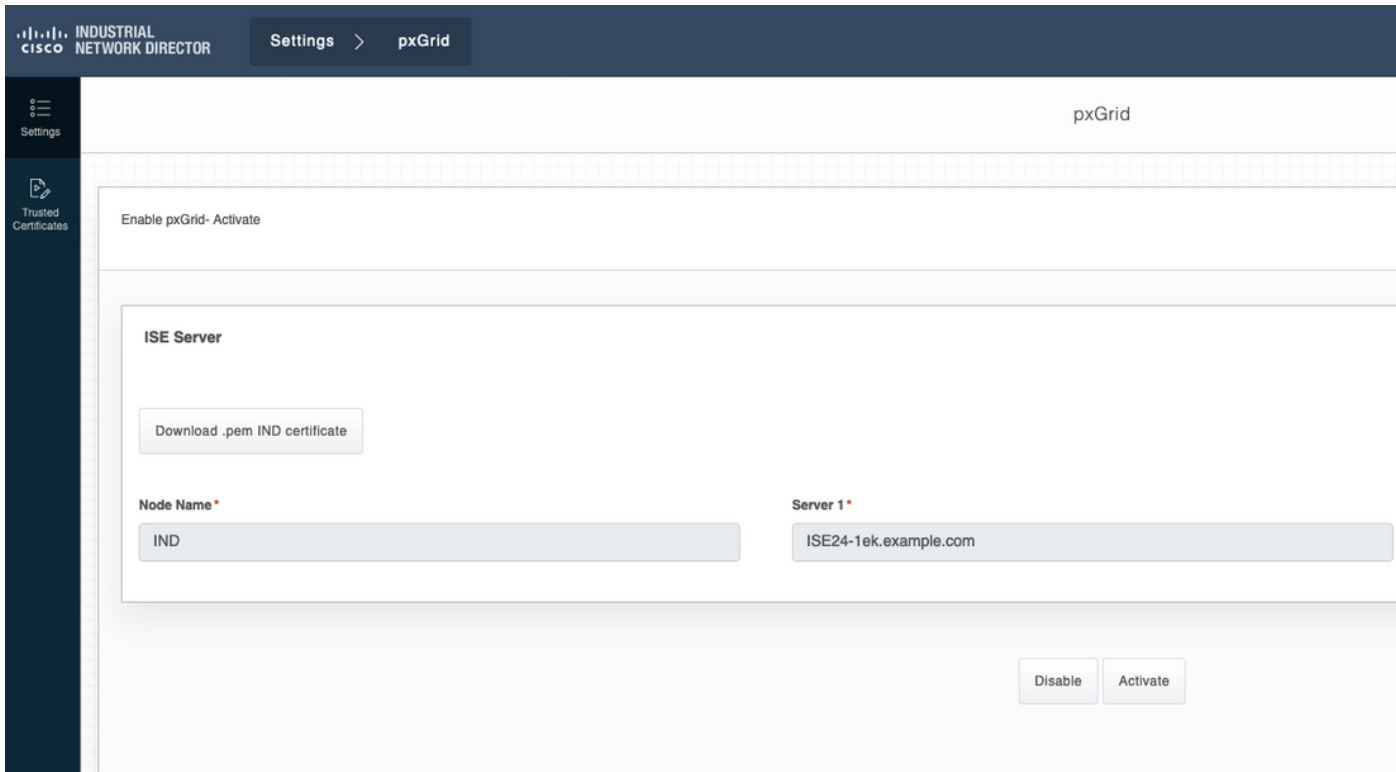 INDUSTRIAL
CISCO NETWORK DIRECTOR
Settings > pxGrid
Settings
pxGrid
Trusted
Certificates
Enable pxGrid- Activate
ISE Server
Download .pem IND certificate
Node Name* Server 1*
IND ISE24-1ek.example.com
Disable Activate